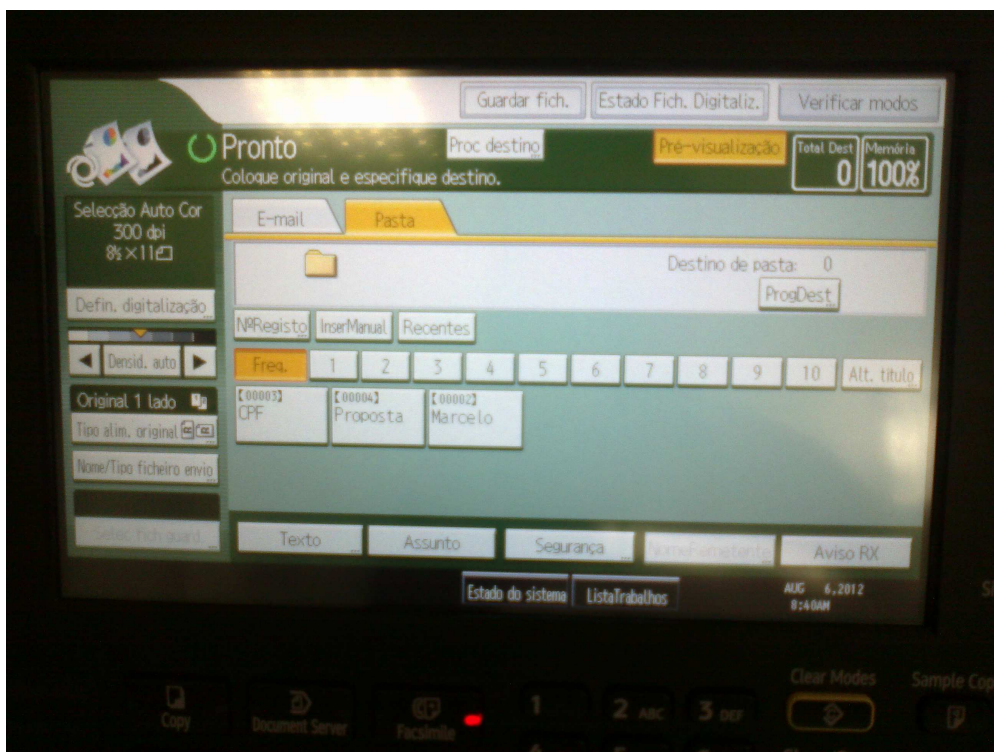 Guardar fich. Estado Fich. Digitaliz. Verificar modos
Pronto Proc destino Pré-visualização Total Dest Memória
0 100%
Coloque original e especifique destino.
Selecção Auto Cor
300 dpi
8½×11
E-mail Pasta
Destino de pasta: 0
ProgDest
Defin. digitalização
NºRegisto InserManual Recentes
Densid. auto
Freq. 1 2 3 4 5 6 7 8 9 10 Alt. título
Original 1 lado
[00003] [00004] [00002]
CPF Proposta Marcelo
Tipo alim. original
Nome/Tipo ficheiro envio
Selec fich guard
Texto Assunto Segurança NomeRemetente Aviso RX
Estado do sistema ListaTrabalhos
AUG 6,2012
8:40AM
Clear Modes Sample Cop
Copy Document Server Facsimile
1 2 ABC 3 DEF